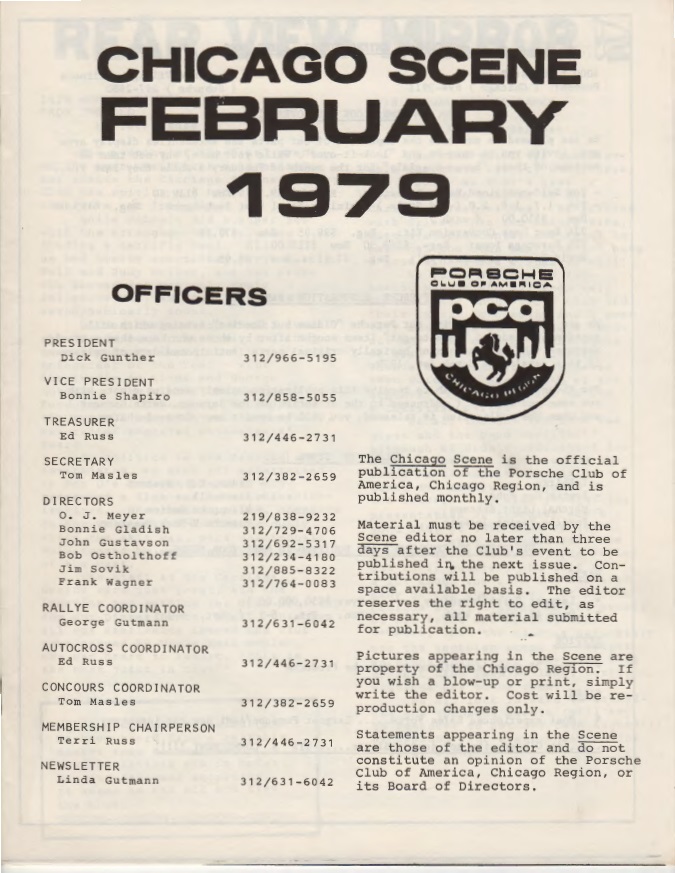 CHICAGO SCENE
FEBRUARY
1979
OFFICERS
PRESIDENT
Dick Gunther 312/966-5195
VICE PRESIDENT
Bonnie Shapiro 312/858-5055
TREASURER
Ed Russ 312/446-2731
SECRETARY
Tom Masles 312/382-2659
DIRECTORS
O. J. Meyer 219/838-9232
Bonnie Gladish 312/729-4706
John Gustavson 312/692-5317
Bob Ostholthoff 312/234-4180
Jim Sovik 312/885-8322
Frank Wagner 312/764-0083
RALLYE COORDINATOR
George Gutmann 312/631-6042
AUTOCROSS COORDINATOR
Ed Russ 312/446-2731
CONCOURS COORDINATOR
Tom Masles 312/382-2659
MEMBERSHIP CHAIRPERSON
Terri Russ 312/446-2731
NEWSLETTER
Linda Gutmann 312/631-6042
PORSCHE
CLUB OF AMERICA
pca
CHICAGO REGION
The Chicago Scene is the official
publication of the Porsche Club of
America, Chicago Region, and is
published monthly.
Material must be received by the
Scene editor no later than three
days after the Club's event to be
published in the next issue. Con-
tributions will be published on a
space available basis. The editor
reserves the right to edit, as
necessary, all material submitted
for publication.
Pictures appearing in the Scene are
property of the Chicago Region. If
you wish a blow-up or print, simply
write the editor. Cost will be re-
production charges only.
Statements appearing in the Scene
are those of the editor and do not
constitute an opinion of the Porsche
Club of America, Chicago Region, or
its Board of Directors.